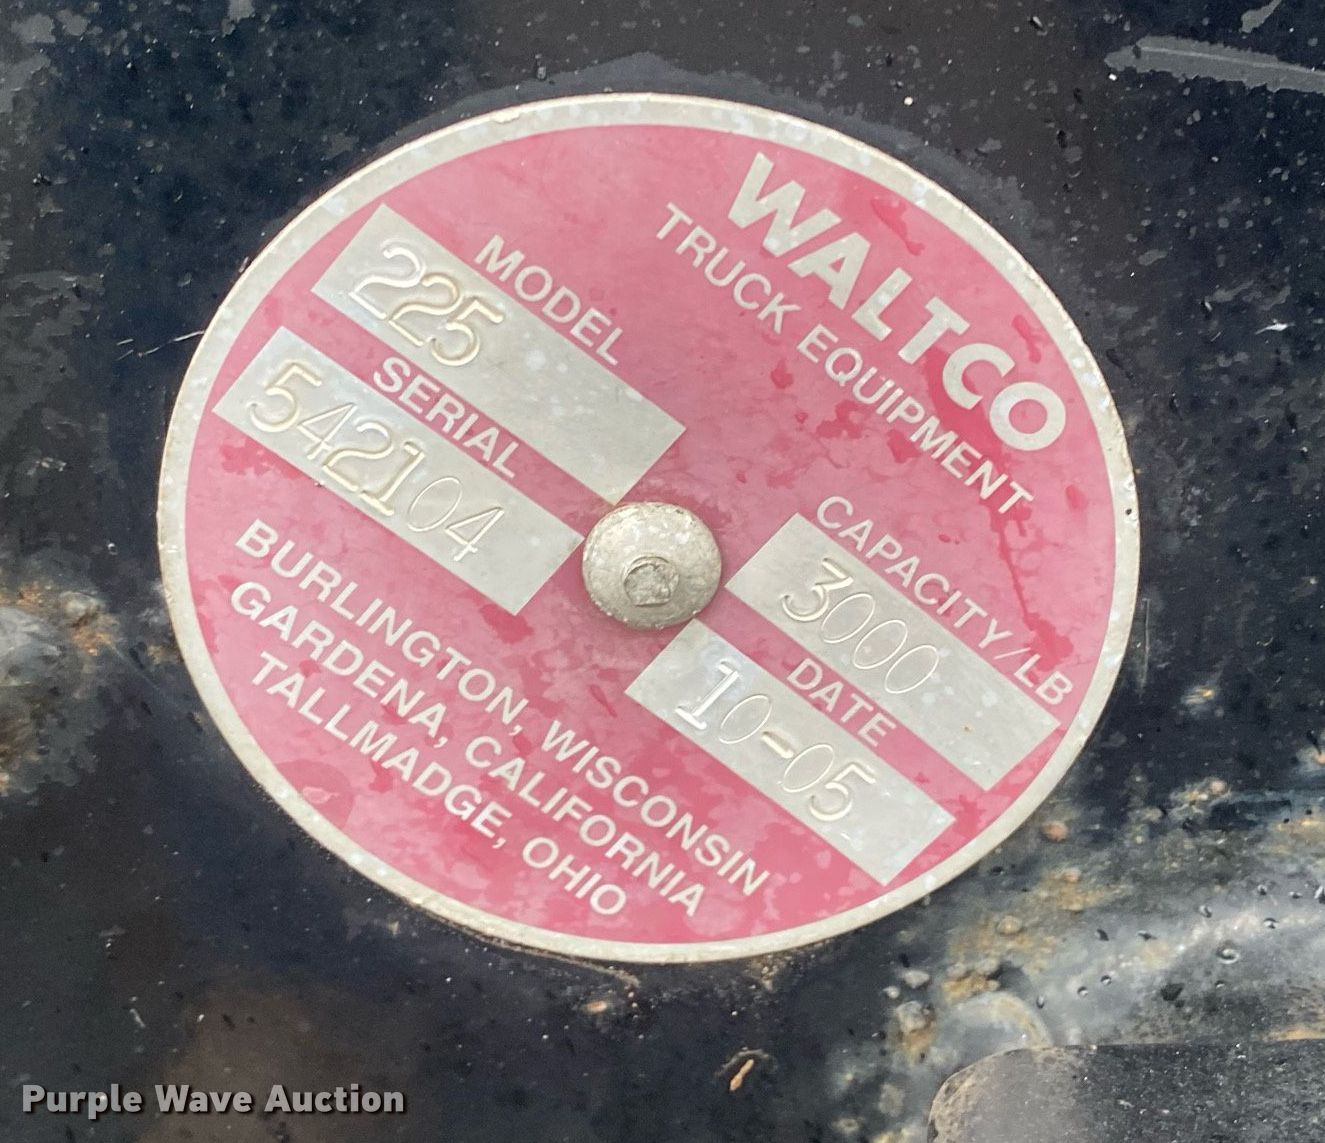 WALTCO
TRUCK EQUIPMENT
MODEL
225
SERIAL
542104
CAPACITY/LB
3000
DATE
10-05
BURLINGTON, WISCONSIN
GARDENA, CALIFORNIA
TALLMADGE, OHIO
Purple Wave Auction